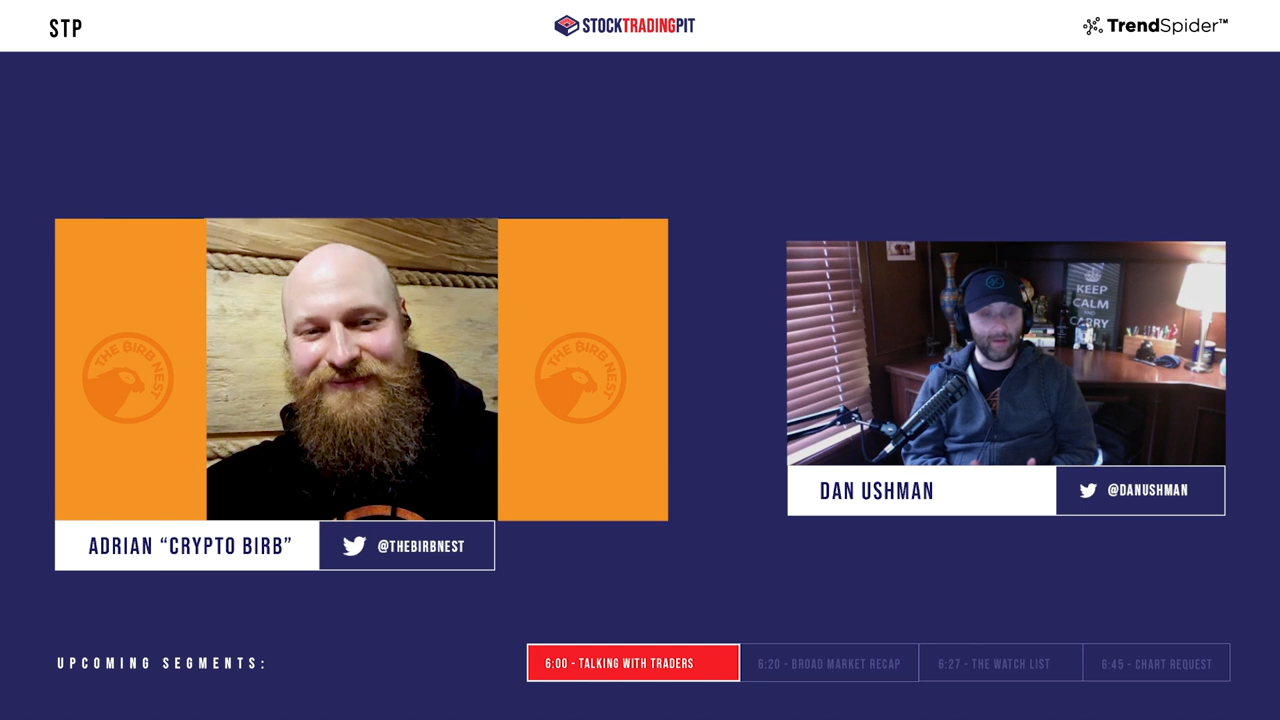 STP
STOCKTRADINGPIT
TrendSpider™
THE BIRB NEST
THE BIRB NEST
KEEP
CALM
AND
CARRY
DAN USHMAN
@DANUSHMAN
ADRIAN “CRYPTO BIRB”
@THEBIRBNEST
UPCOMING SEGMENTS:
6:00 - TALKING WITH TRADERS
6:20 - BROAD MARKET RECAP
6:27 - THE WATCH LIST
6:45 - CHART REQUEST